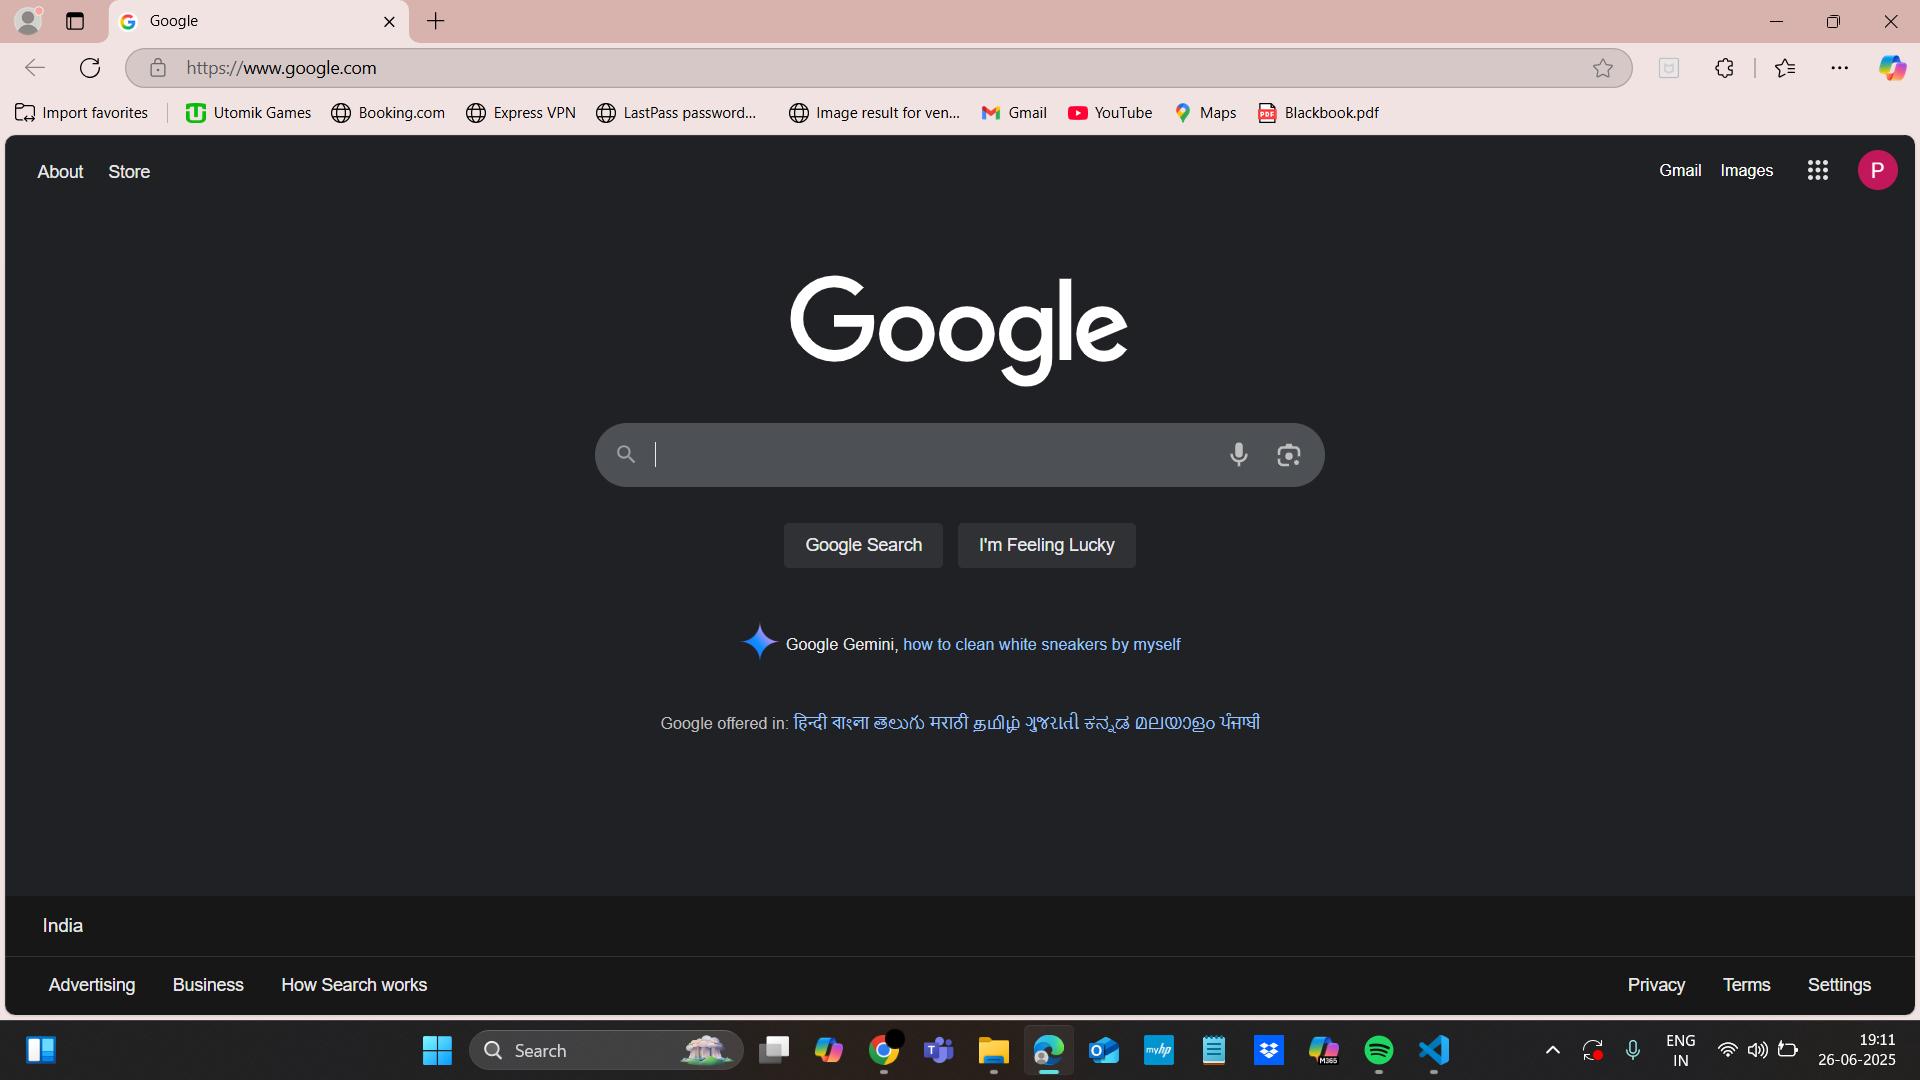 Google
https://www.google.com
Import favorites
Utomik Games
Booking.com
Express VPN
LastPass password...
Image result for ven...
Gmail
YouTube
Maps
PDF
Blackbook.pdf
About
Store
Gmail
Images
P
Google
Google Search
I'm Feeling Lucky
Google Gemini, how to clean white sneakers by myself
Google offered in: हिन्दी বাংলা తెలుగు मराठी தமிழ் ગુજરાતી ಕನ್ನಡ മലയാളം ਪੰਜਾਬੀ
India
Advertising
Business
How Search works
Privacy
Terms
Settings
Search
myhp
M365
ENG
IN
19:11
26-06-2025